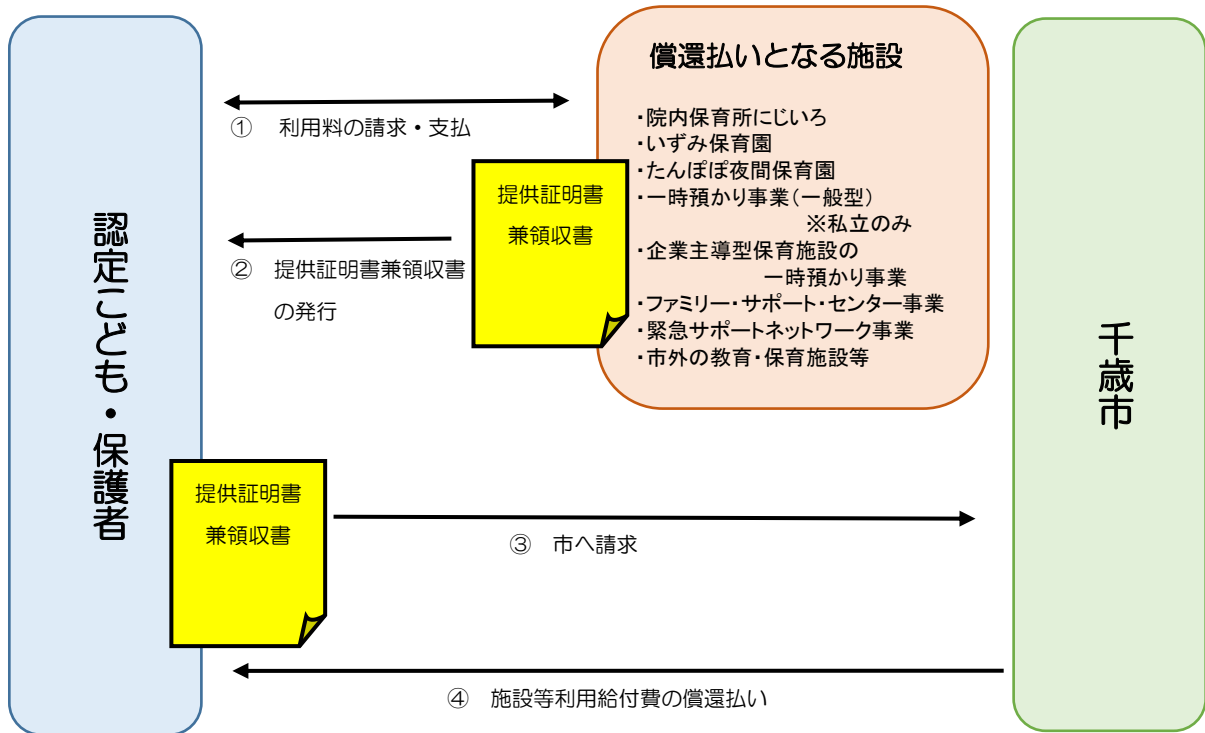 認定こども・保護者
① 利用料の請求・支払
② 提供証明書兼領収書
の発行
提供証明書
兼領収書
償還払いとなる施設
・院内保育所にじいろ
・いずみ保育園
・たんぽぽ夜間保育園
・一時預かり事業(一般型)
※私立のみ
・企業主導型保育施設の
一時預かり事業
・ファミリー・サポート・センター事業
・緊急サポートネットワーク事業
・市外の教育・保育施設等
千歳市
提供証明書
兼領収書
③ 市へ請求
④ 施設等利用給付費の償還払い